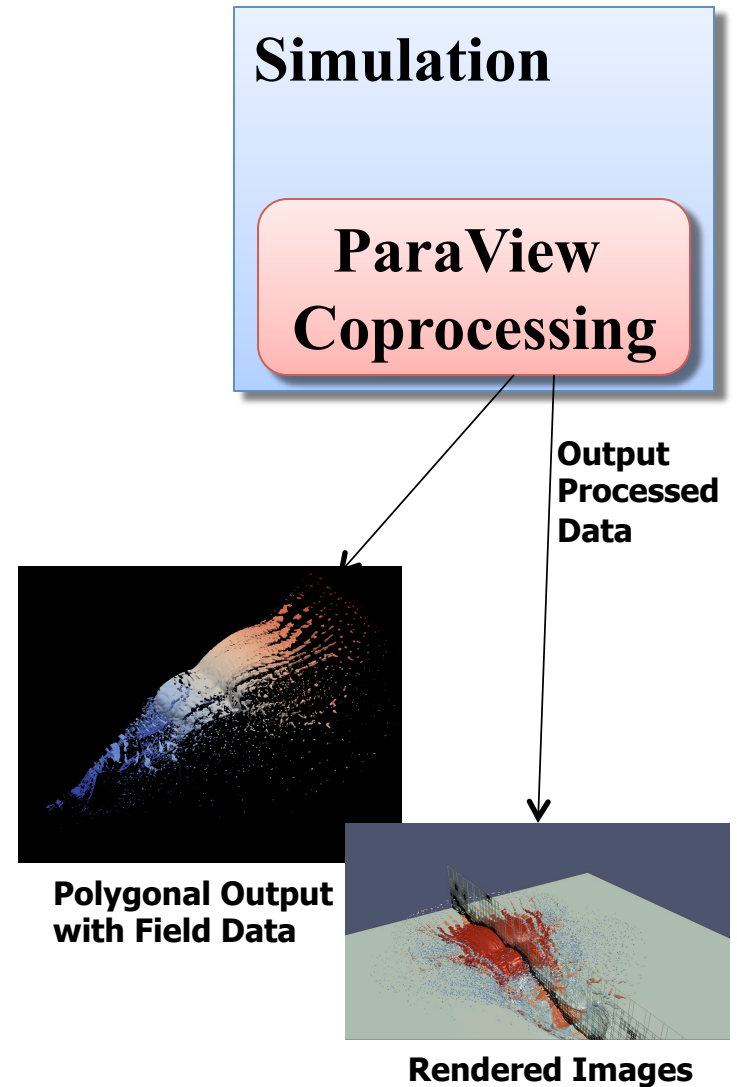 Simulation
ParaView
Coprocessing
Output
Processed
Data
Polygonal Output
with Field Data
Rendered Images